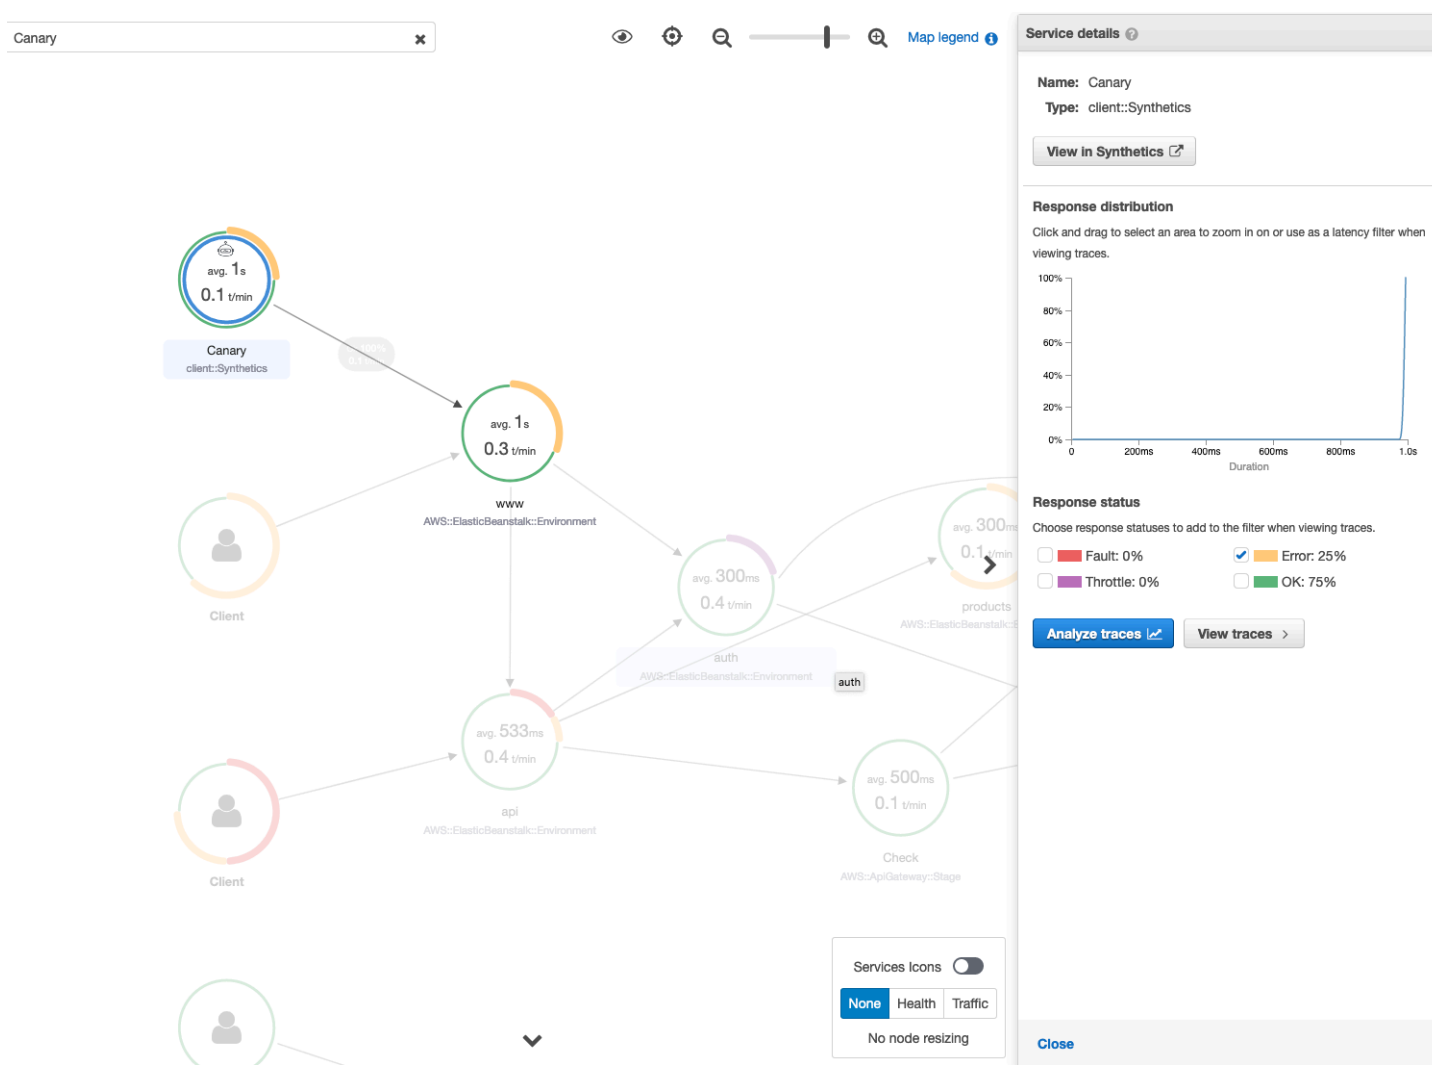 Canary
Map legend
Service details
Name: Canary
Type: client::Synthetics
View in Synthetics
Response distribution
Click and drag to select an area to zoom in on or use as a latency filter when
viewing traces.
100%
80%
60%
40%
20%
0%
0 200ms 400ms 600ms 800ms 1.0s
Duration
Response status
Choose response statuses to add to the filter when viewing traces.
Fault: 0% Error: 25%
Throttle: 0% OK: 75%
Analyze traces View traces
Close
avg. 1s
0.1 t/min
Canary
client::Synthetics
100%
avg. 1s
0.3 t/min
www
AWS::ElasticBeanstalk::Environment
Client
avg. 300ms
0.4 t/min
auth
AWS::ElasticBeanstalk::Environment
auth
avg. 300ms
0.1 t/min
products
avg. 533ms
0.4 t/min
api
AWS::ElasticBeanstalk::Environment
Client
avg. 500ms
0.1 t/min
Check
AWS::ApiGateway::Stage
Services Icons
None Health Traffic
No node resizing